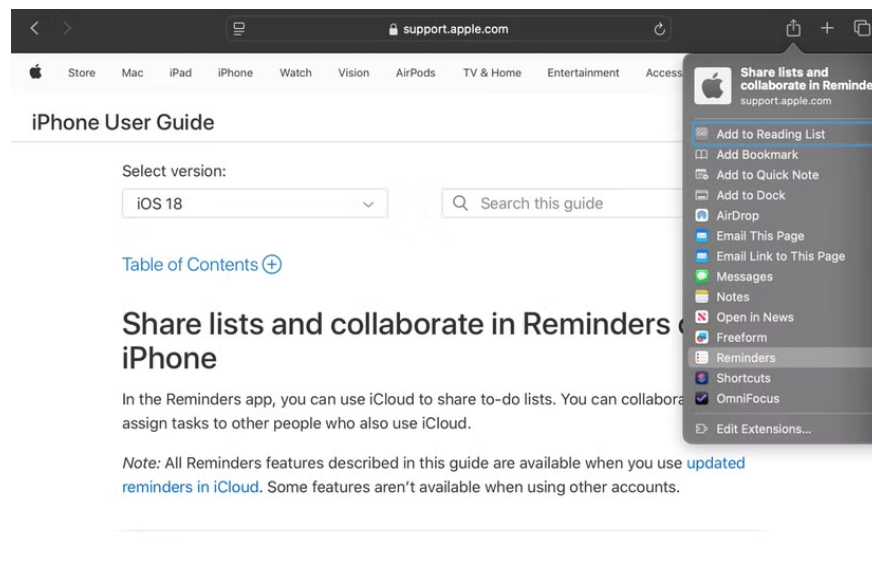 support.apple.com
Store Mac iPad iPhone Watch Vision AirPods TV & Home Entertainment
iPhone User Guide
Select version:
iOS 18
Search this guide
Table of Contents
Share lists and collaborate in Reminders
iPhone
In the Reminders app, you can use iCloud to share to-do lists. You can
assign tasks to other people who also use iCloud.
Note: All Reminders features described in this guide are available when you use updated
reminders in iCloud. Some features aren’t available when using other accounts.
Share lists and
collaborate in
support.apple.com
Add to Reading List
Add Bookmark
Add to Quick Note
Add to Dock
AirDrop
Email This Page
Email Link to This Page
Messages
Notes
Open in News
Freeform
Reminders
Shortcuts
OmniFocus
Edit Extensions...